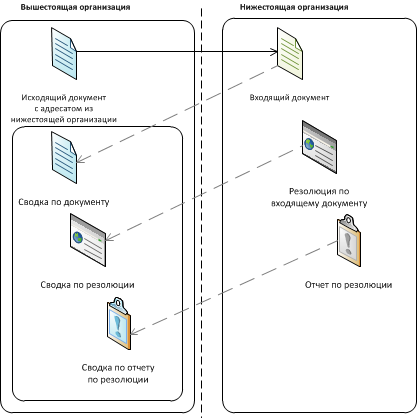 Вышестоящая организация
Нижестоящая организация
Исходящий документ
с адресатом из
нижестоящей организации
Входящий документ
Сводка по документу
Резолюция по
входящему документу
Сводка по резолюции
Отчет по резолюции
Сводка по отчету
по резолюции